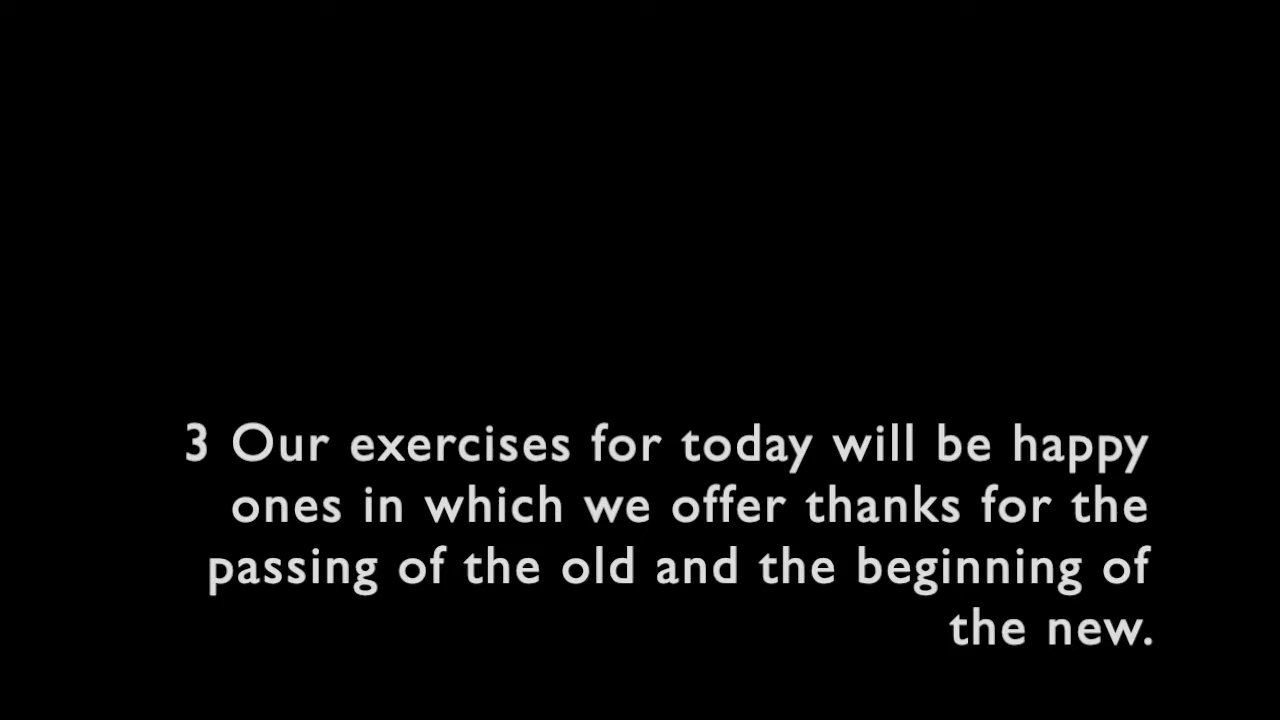 3 Our exercises for today will be happy
ones in which we offer thanks for the
passing of the old and the beginning of
the new.